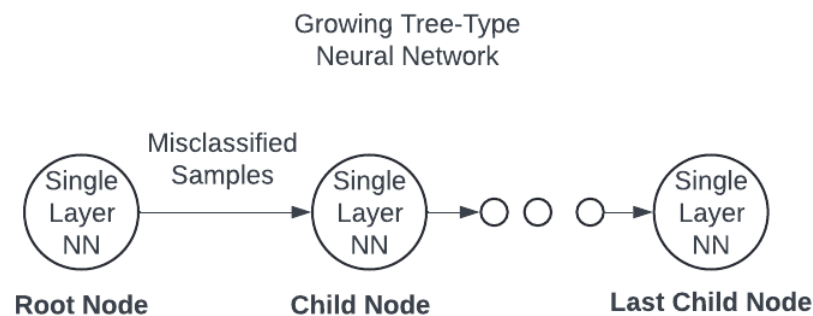 Growing Tree-Type
Neural Network
Misclassified
Samples
Single
Layer
NN
Single
Layer
NN
Single
Layer
NN
Root Node
Child Node
Last Child Node